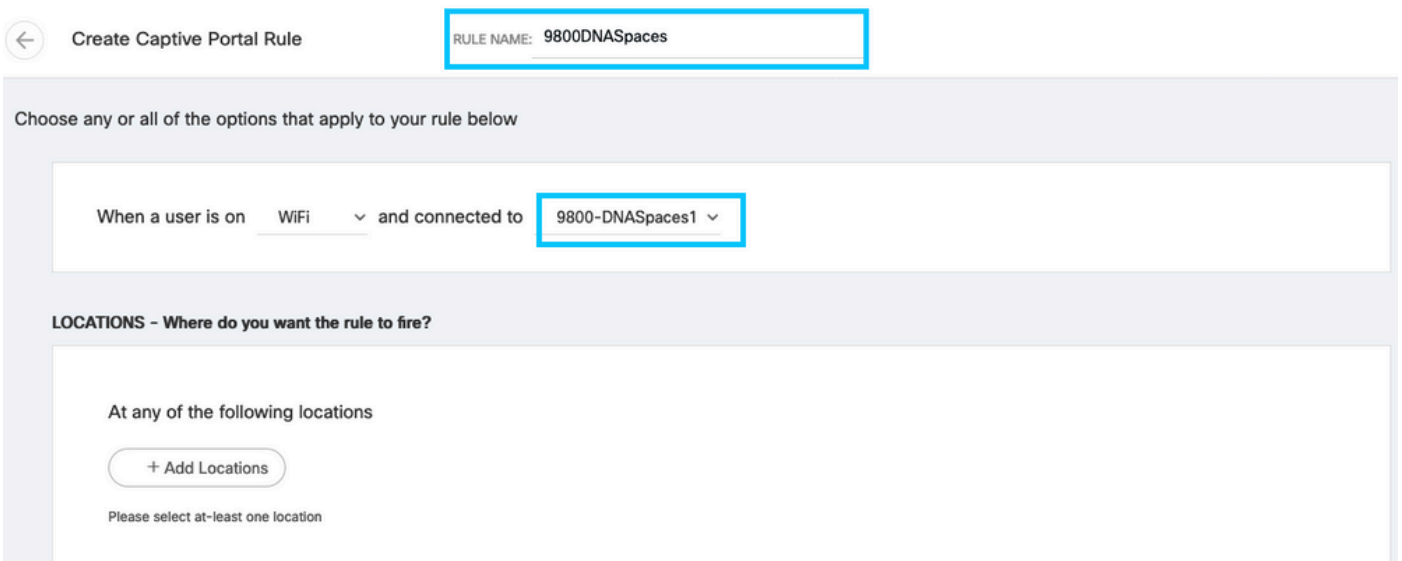 Create Captive Portal Rule RULE NAME: 9800DNASpaces
Choose any or all of the options that apply to your rule below
When a user is on WiFi and connected to 9800-DNASpaces1
LOCATIONS - Where do you want the rule to fire?
At any of the following locations
+ Add Locations
Please select at-least one location